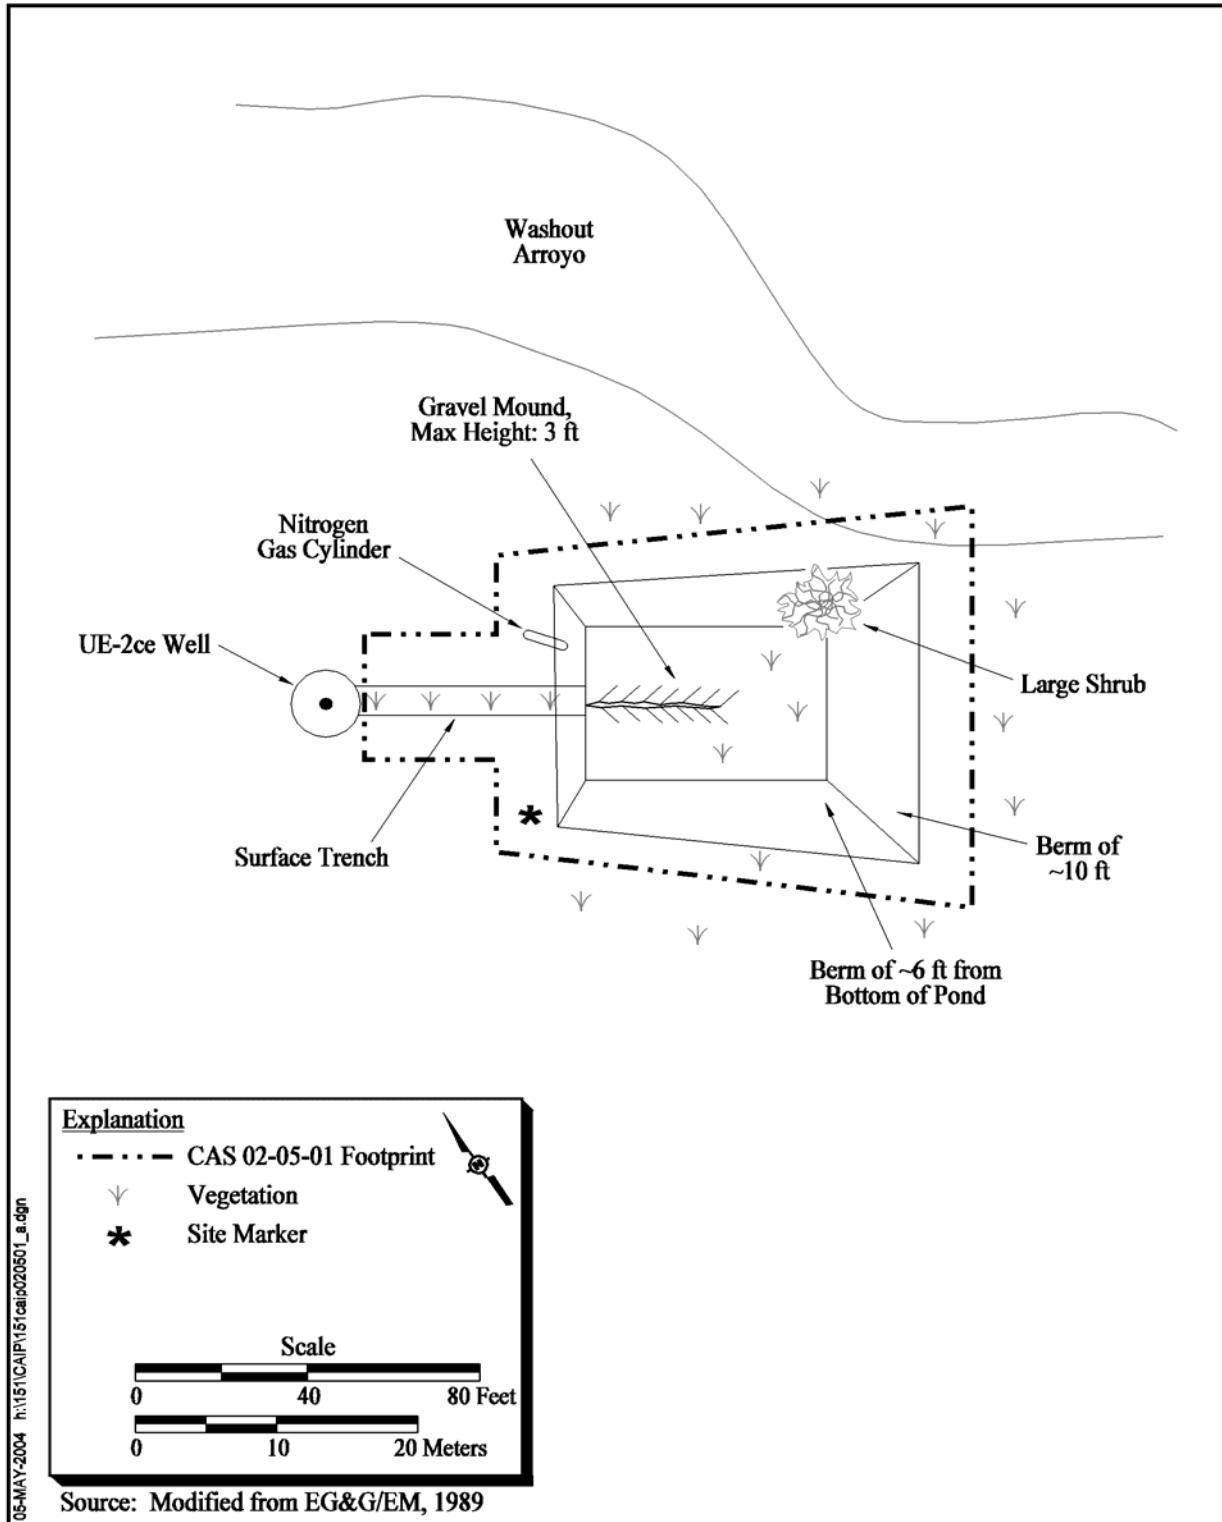 Washout
Arroyo
Gravel Mound,
Max Height: 3 ft
Nitrogen
Gas Cylinder
UE-2ce Well
Large Shrub
Surface Trench
Berm of
~10 ft
Berm of ~6 ft from
Bottom of Pond
Explanation
CAS 02-05-01 Footprint
Vegetation
Site Marker
N
Scale
0 40 80 Feet
0 10 20 Meters
Source: Modified from EG&G/EM, 1989
05-MAY-2004 h:\151\CAIP\151caip020501_a.dgn